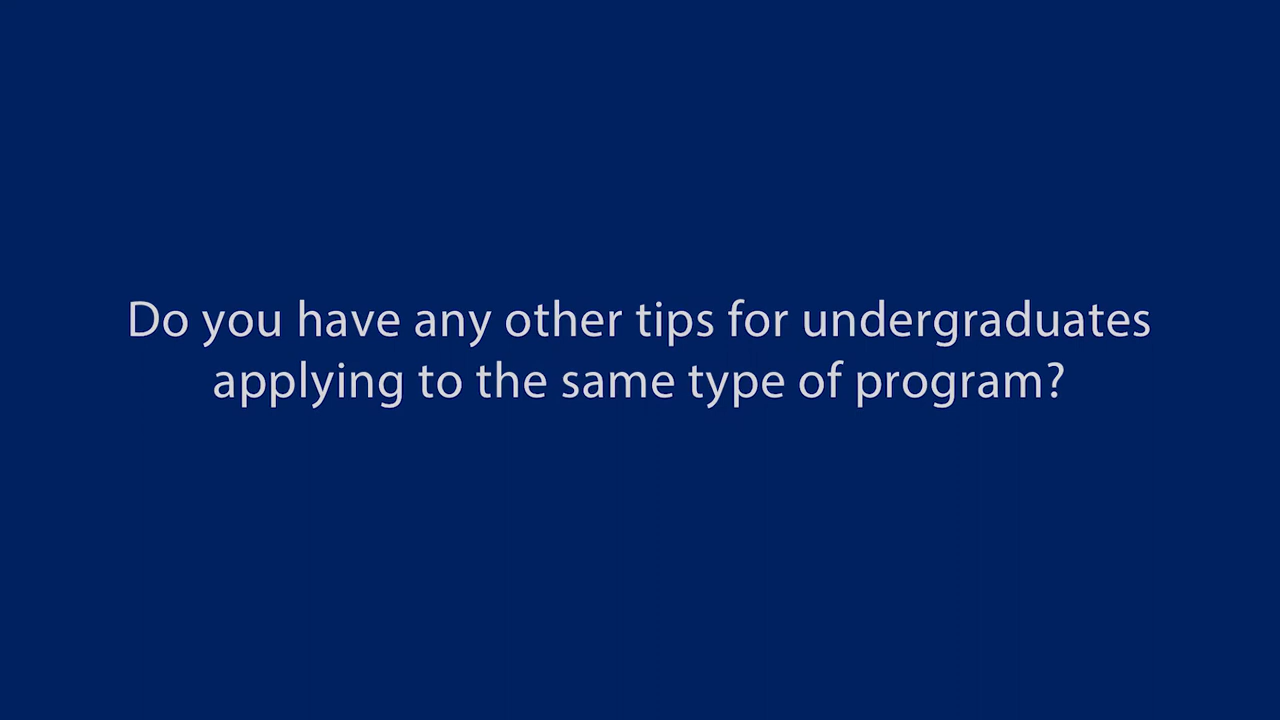 Do you have any other tips for undergraduates
applying to the same type of program?